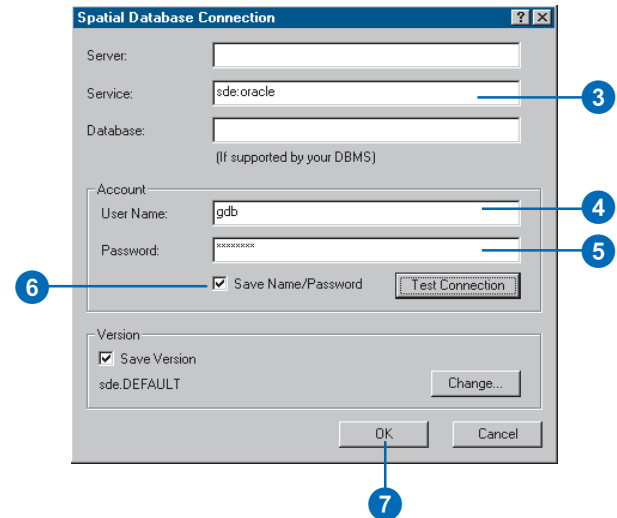 Spatial Database Connection
Server:
Service: sde:oracle 3
Database:
(If supported by your DBMS)
Account
User Name: gdb 4
Password: ******** 5
6 Save Name/Password Test Connection
Version
Save Version
sde.DEFAULT Change...
OK Cancel
7